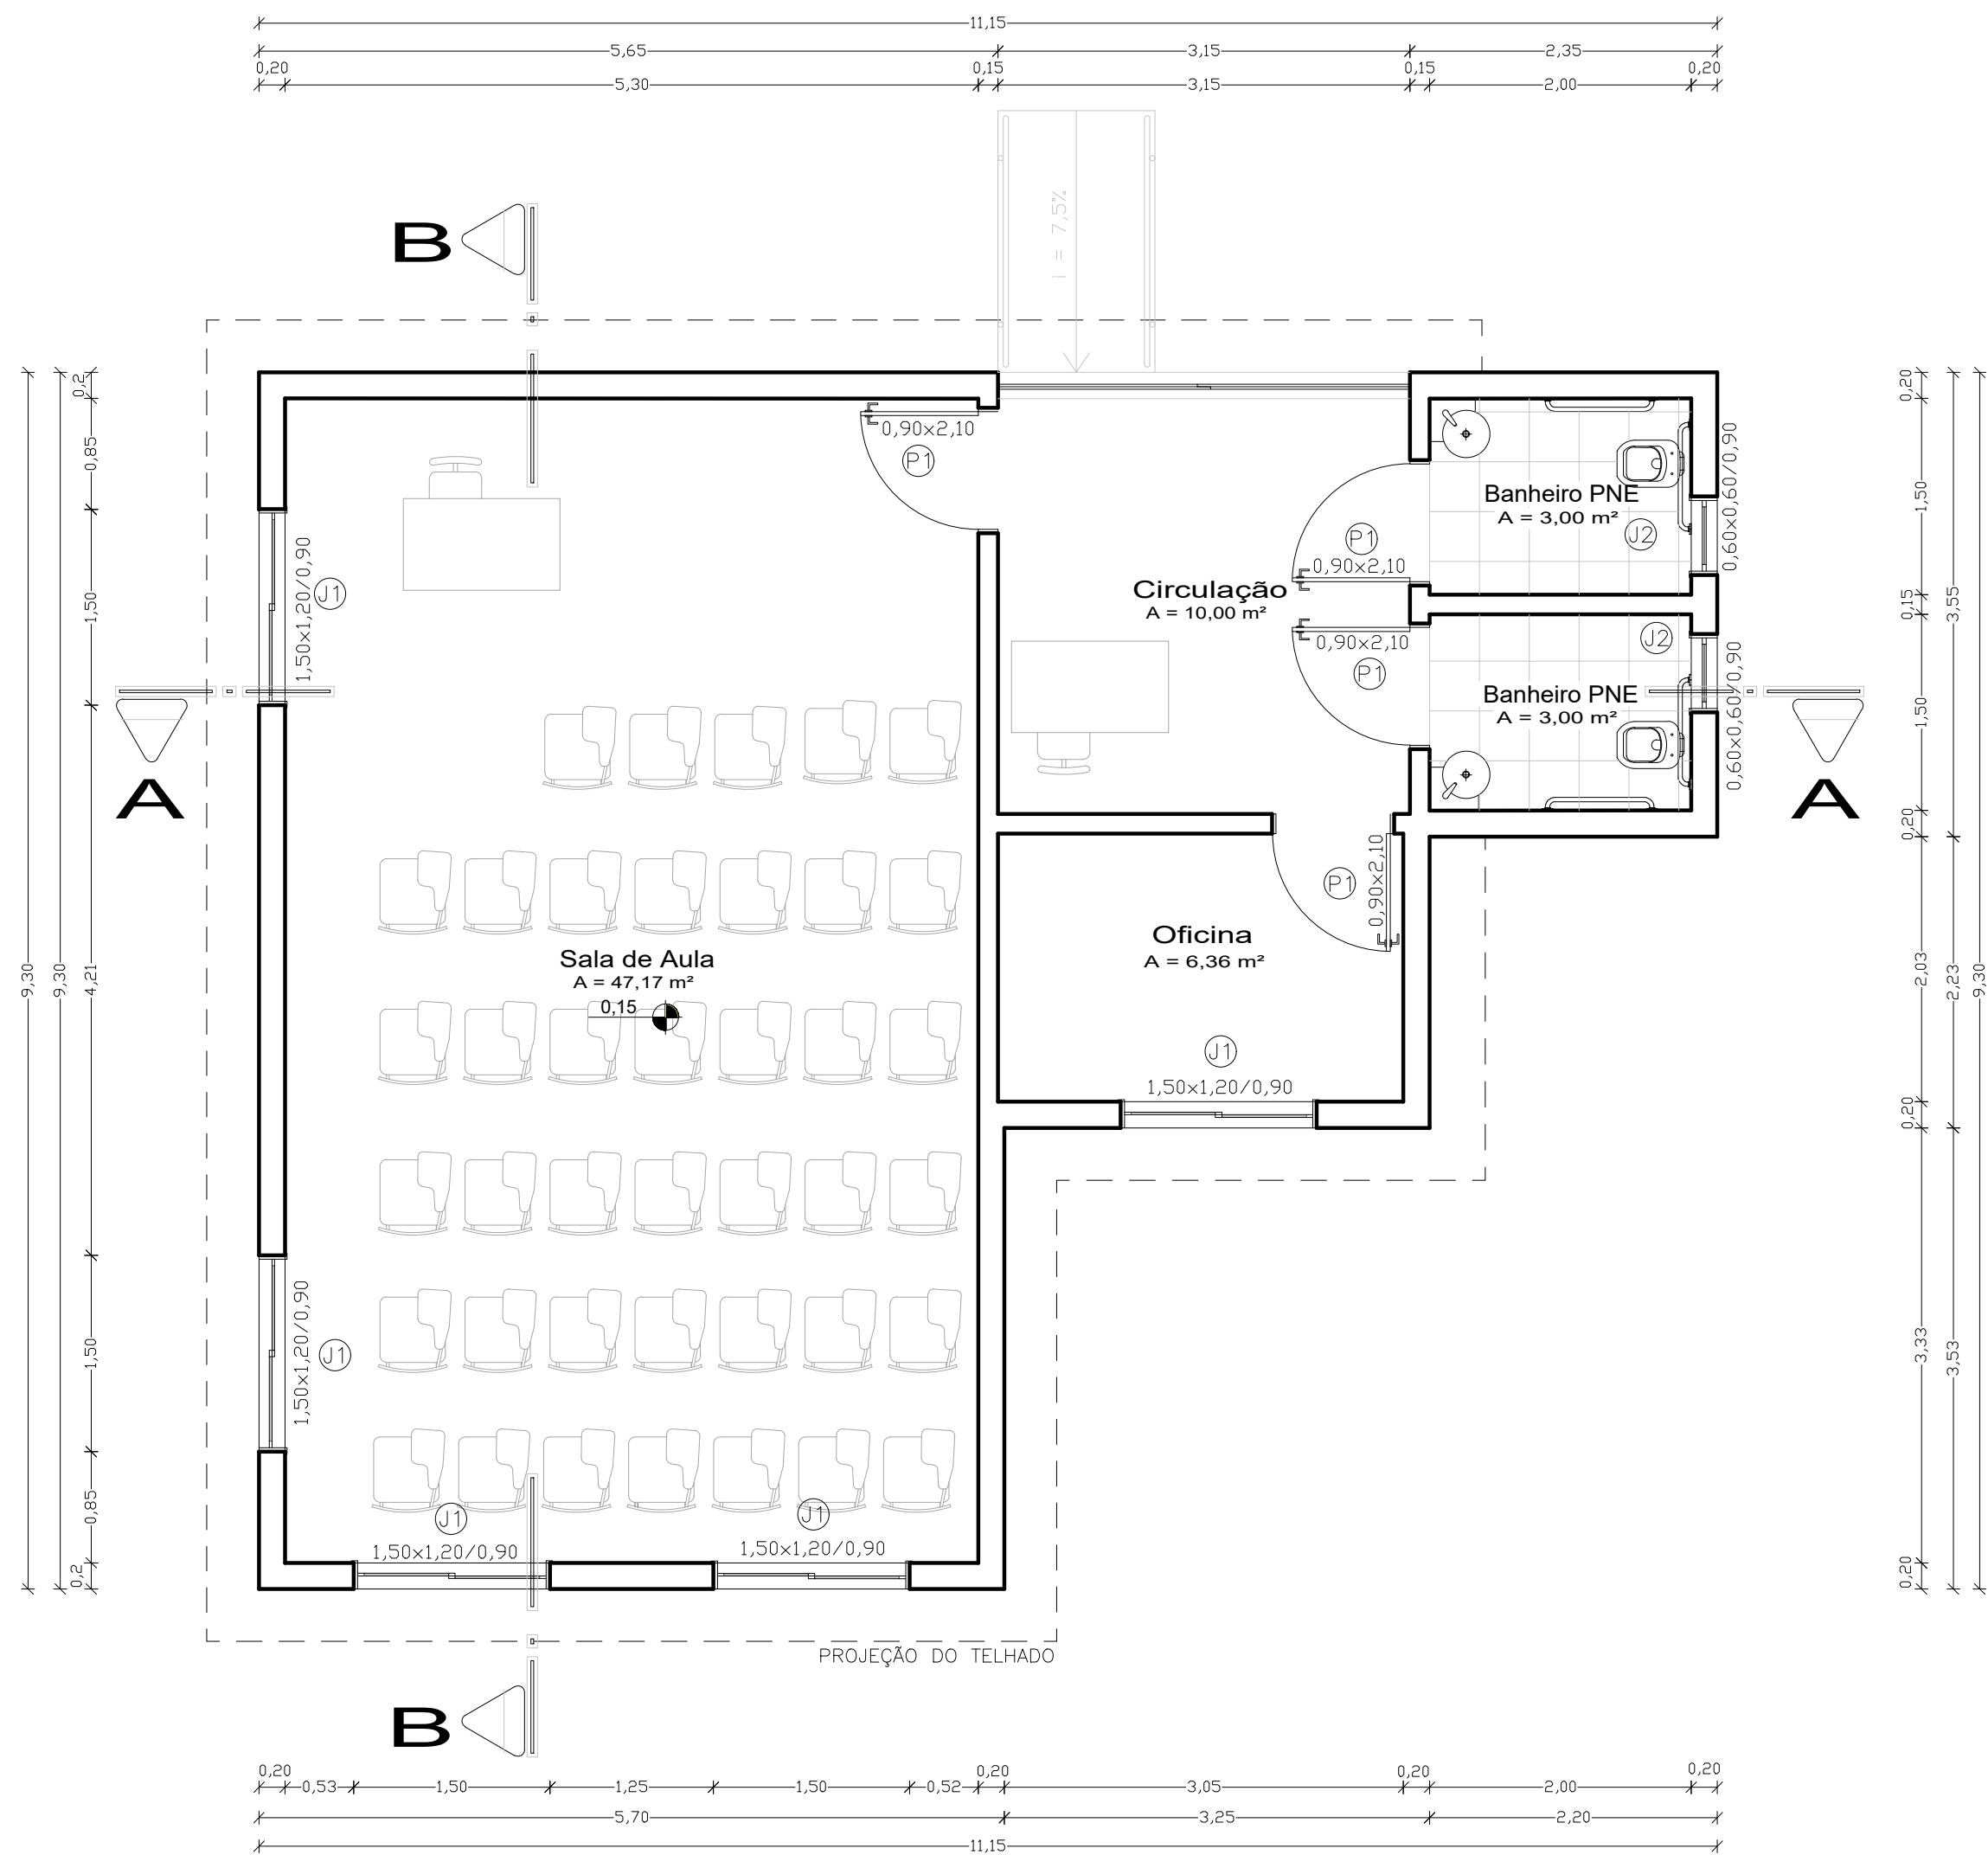 11,15
5,65 3,15 2,35
0,20 0,15 0,15 0,20
5,30 3,15 2,00
i = 7,5%
B
0,2
0,85
1,50
4,21
1,50
0,85
0,2
9,30
9,30
0,90x2,10
P1
1,50x1,20/0,90
J1
Circulação
A = 10,00 m²
P1
0,90x2,10
0,90x2,10
P1
Banheiro PNE
A = 3,00 m²
J2
0,60x0,60/0,90
J2
Banheiro PNE
A = 3,00 m²
0,60x0,60/0,90
A
A
0,90x2,10
P1
Sala de Aula
A = 47,17 m²
0,15
Oficina
A = 6,36 m²
J1
1,50x1,20/0,90
1,50x1,20/0,90
J1
J1
1,50x1,20/0,90
J1
1,50x1,20/0,90
PROJEÇÃO DO TELHADO
B
0,20
1,50
0,15
1,50
0,20
2,03
0,20
3,33
0,20
3,55
2,23
3,53
9,30
0,20 0,20 0,20 0,20
0,53 1,50 1,25 1,50 0,52 3,05 2,00
5,70 3,25 2,20
11,15